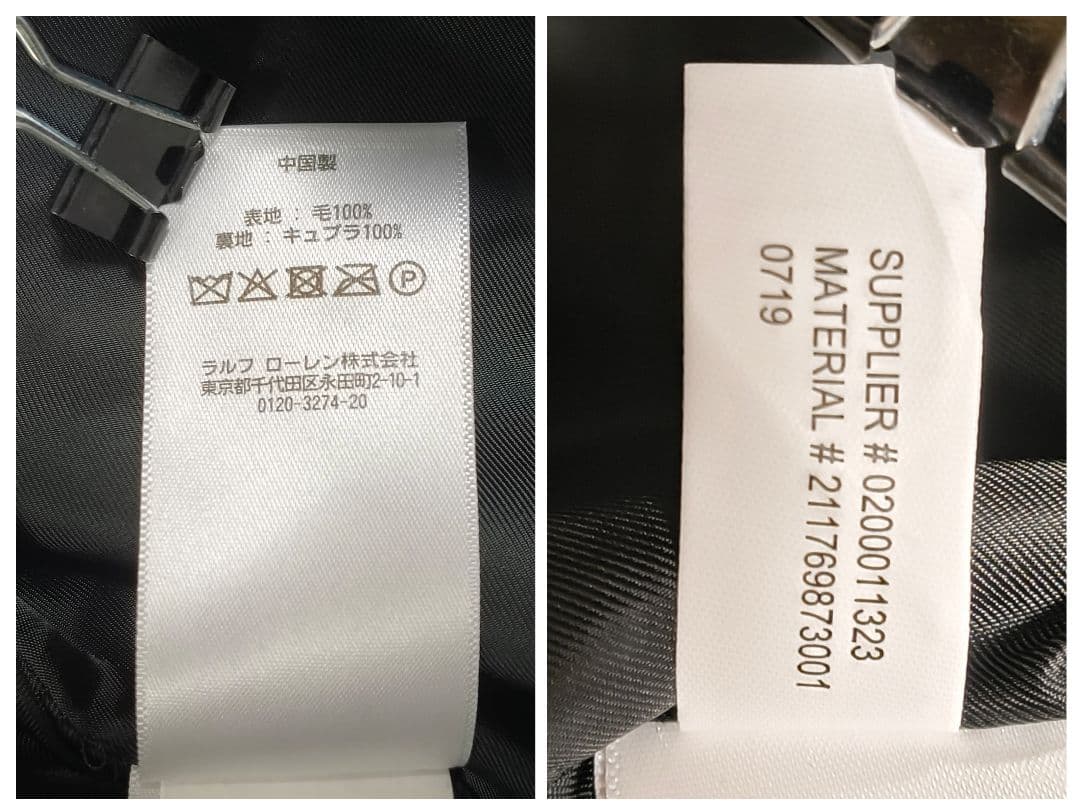 中国製
表地 : 毛100%
裏地 : キュプラ100%
P
ラルフ ローレン株式会社
東京都千代田区永田町2-10-1
0120-3274-20
SUPPLIER # 0200011323
MATERIAL # 211769873001
0719